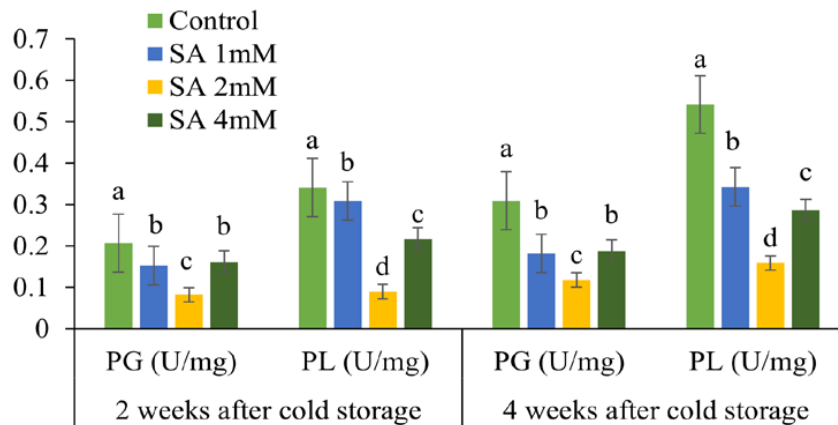 Control
SA 1mM
SA 2mM
SA 4mM
0.7
0.6
0.5
0.4
0.3
0.2
0.1
0
a
b
c
b
a
b
d
c
a
b
c
b
a
b
d
c
PG (U/mg) PL (U/mg) PG (U/mg) PL (U/mg)
2 weeks after cold storage 4 weeks after cold storage